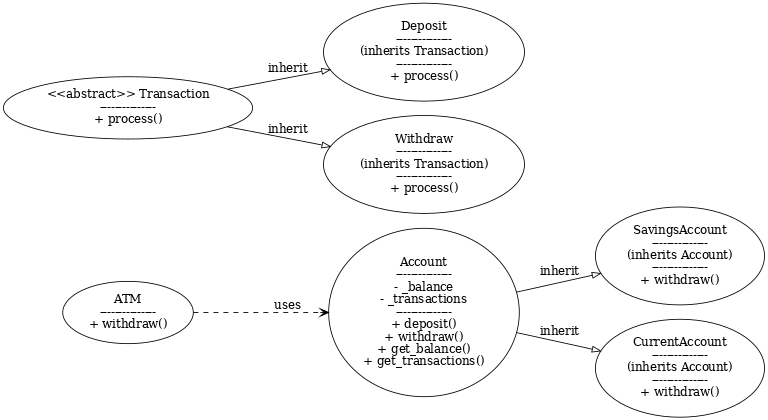 <<abstract>> Transaction
---------------
+ process()
inherit
Deposit
---------------
(inherits Transaction)
---------------
+ process()
inherit
Withdraw
---------------
(inherits Transaction)
---------------
+ process()
ATM
---------------
+ withdraw()
uses
Account
---------------
- _balance
- _transactions
---------------
+ deposit()
+ withdraw()
+ get_balance()
+ get_transactions()
inherit
SavingsAccount
---------------
(inherits Account)
---------------
+ withdraw()
inherit
CurrentAccount
---------------
(inherits Account)
---------------
+ withdraw()